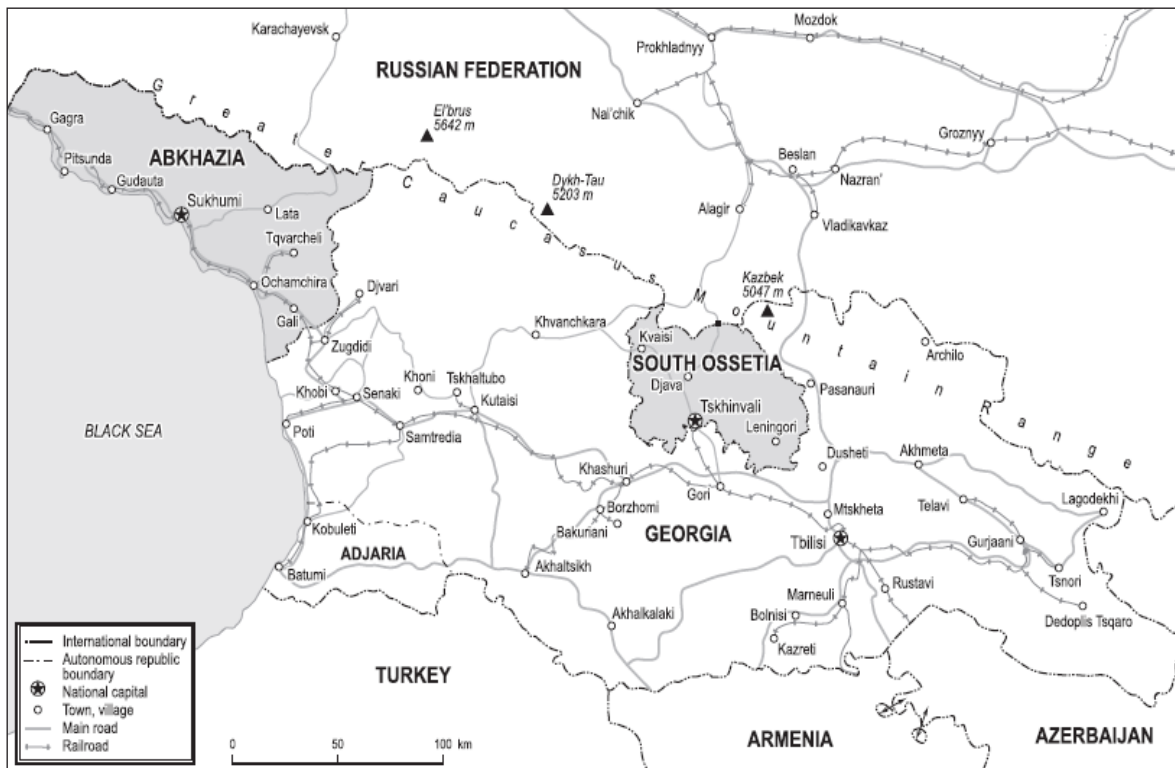 Karachayevsk
Mozdok
Prokhladnyy
RUSSIAN FEDERATION
El'brus
5642 m
Nal'chik
Groznyy
Gagra
ABKHAZIA
Pitsunda
Gudauta
Sukhumi
Lata
Tqvarcheli
Ochamchira
Gali
Djvari
Zugdidi
Greater Caucasus Mountain Range
Dykh-Tau
5203 m
Beslan
Nazran'
Alagir
Vladikavkaz
Kazbek
5047 m
Khvanchkara
Kvaisi
SOUTH OSSETIA
Djava
Tskhinvali
Leningori
Archilo
Pasanauri
Khobi
Senaki
Khoni
Tskhaltubo
Kutaisi
BLACK SEA
Poti
Samtredia
Khashuri
Gori
Dusheti
Akhmeta
Lagodekhi
Telavi
Borzhomi
Bakuriani
GEORGIA
Mtskheta
Tbilisi
Gurjaani
Tsnori
Kobuleti
ADJARIA
Batumi
Akhaltsikh
Akhalkalaki
Marneuli
Rustavi
Bolnisi
Kazreti
Dedoplis Tsqaro
TURKEY
ARMENIA
AZERBAIJAN
International boundary
Autonomous republic
boundary
National capital
Town, village
Main road
Railroad
0 50 100 km